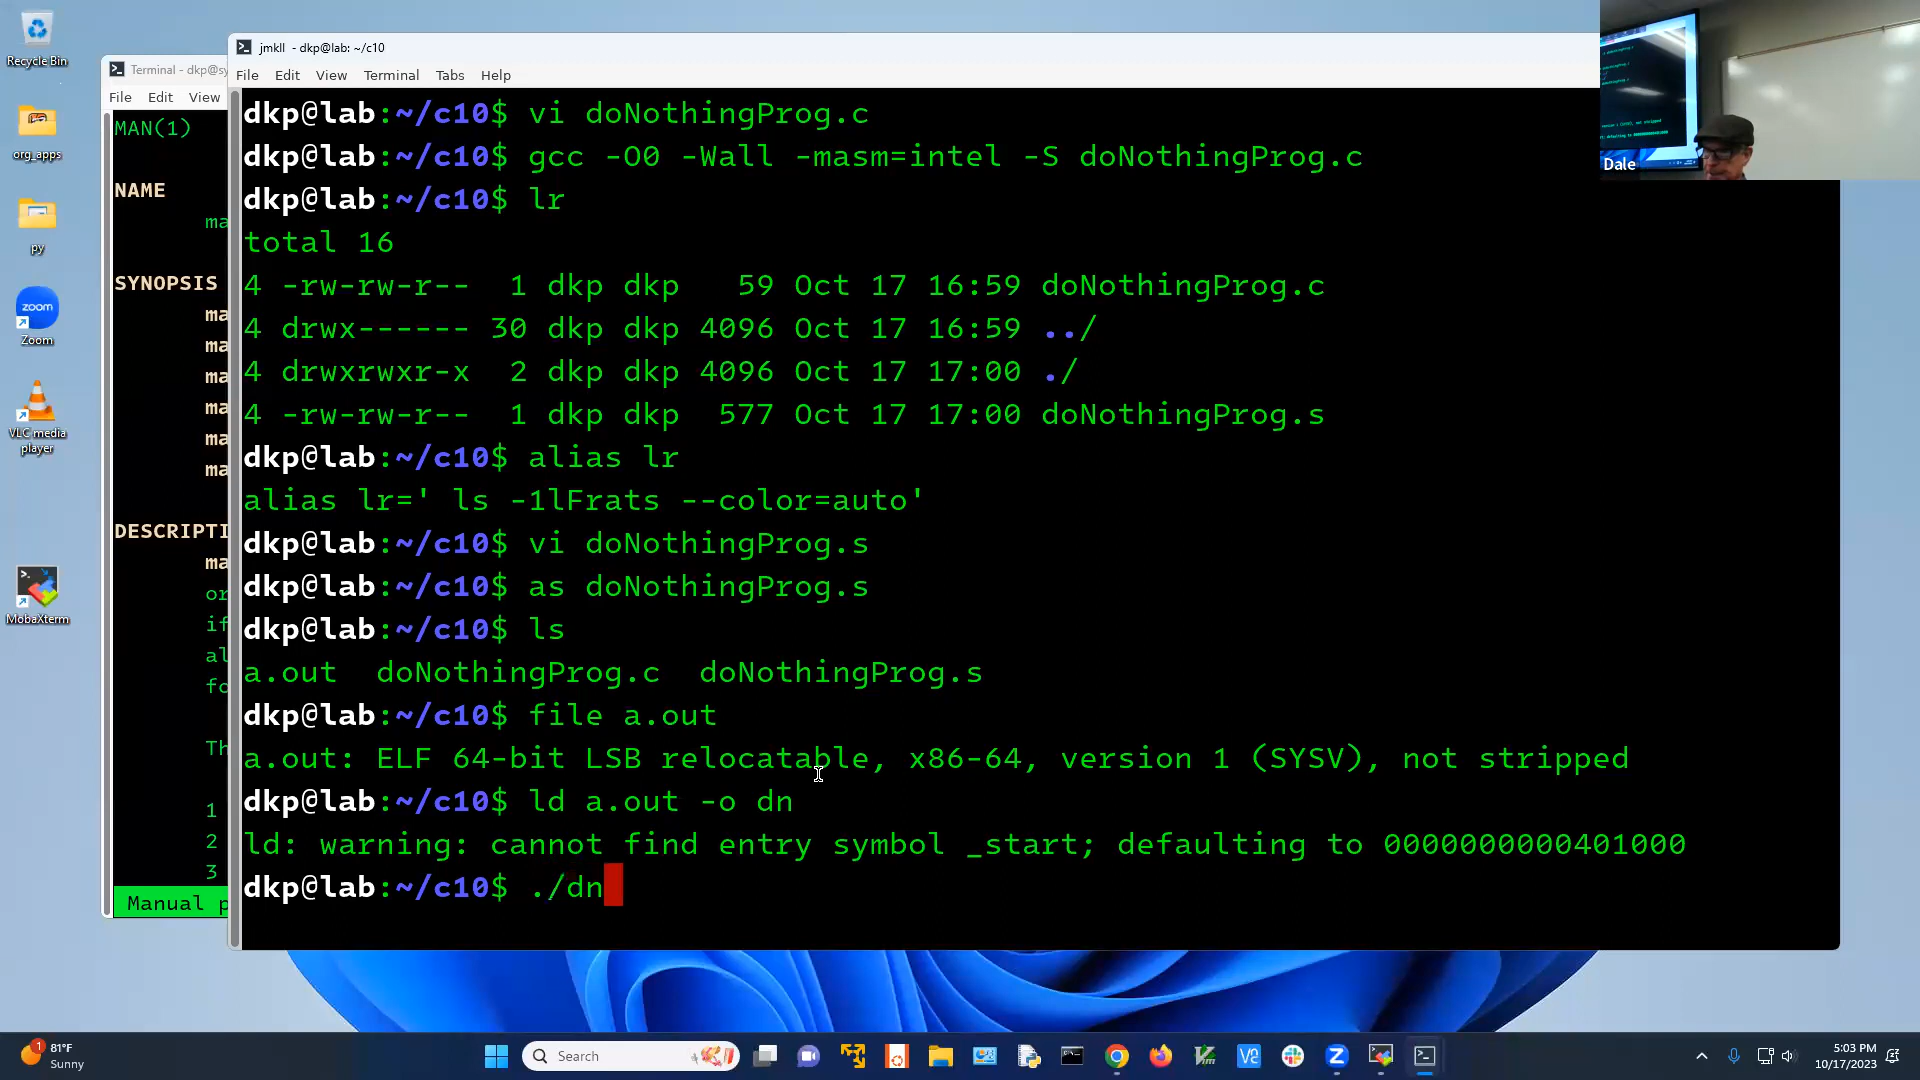 Recycle Bin
org_apps
py
zoom
Zoom
VLC media
player
MobaXterm
Terminal - dkp@sy
File Edit View
MAN(1)
NAME
ma
SYNOPSIS
ma
ma
ma
ma
ma
ma
DESCRIPTI
ma
or
if
al
fo
Th
1
2
3
Manual p
jmkll - dkp@lab: ~/c10
File Edit View Terminal Tabs Help
dkp@lab:~/c10$ vi doNothingProg.c
dkp@lab:~/c10$ gcc -O0 -Wall -masm=intel -S doNothingProg.c
dkp@lab:~/c10$ lr
total 16
4 -rw-rw-r-- 1 dkp dkp 59 Oct 17 16:59 doNothingProg.c
4 drwx------ 30 dkp dkp 4096 Oct 17 16:59 ../
4 drwxrwxr-x 2 dkp dkp 4096 Oct 17 17:00 ./
4 -rw-rw-r-- 1 dkp dkp 577 Oct 17 17:00 doNothingProg.s
dkp@lab:~/c10$ alias lr
alias lr=' ls -1lFrats --color=auto'
dkp@lab:~/c10$ vi doNothingProg.s
dkp@lab:~/c10$ as doNothingProg.s
dkp@lab:~/c10$ ls
a.out doNothingProg.c doNothingProg.s
dkp@lab:~/c10$ file a.out
a.out: ELF 64-bit LSB relocatable, x86-64, version 1 (SYSV), not stripped
dkp@lab:~/c10$ ld a.out -o dn
ld: warning: cannot find entry symbol _start; defaulting to 0000000000401000
dkp@lab:~/c10$ ./dn
Dale
1
81°F
Sunny
Search
5:03 PM
10/17/2023